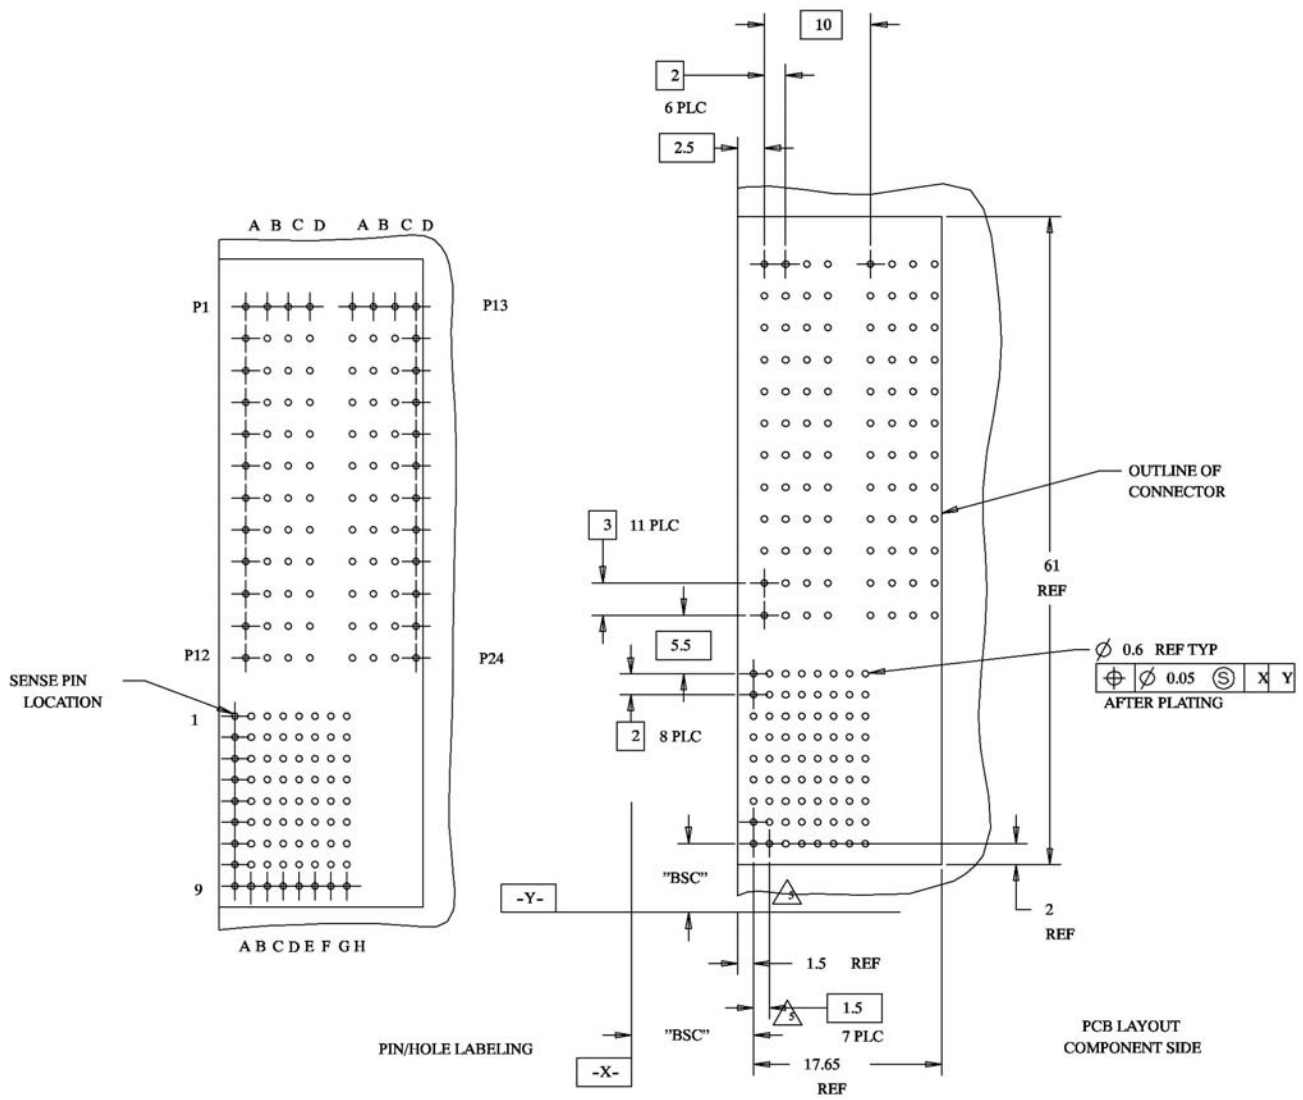 10
2
6 PLC
2.5
A B C D A B C D
P1
P13
OUTLINE OF
CONNECTOR
3 11 PLC
61
REF
5.5
P12
P24
⌀ 0.6 REF TYP
⌖ ⌀ 0.05 Ⓢ X Y
AFTER PLATING
SENSE PIN
LOCATION
1
2 8 PLC
9
"BSC"
5
-Y-
2
REF
A B C D E F G H
1.5 REF
1.5
5
7 PLC
"BSC"
PIN/HOLE LABELING
-X-
17.65
REF
PCB LAYOUT
COMPONENT SIDE